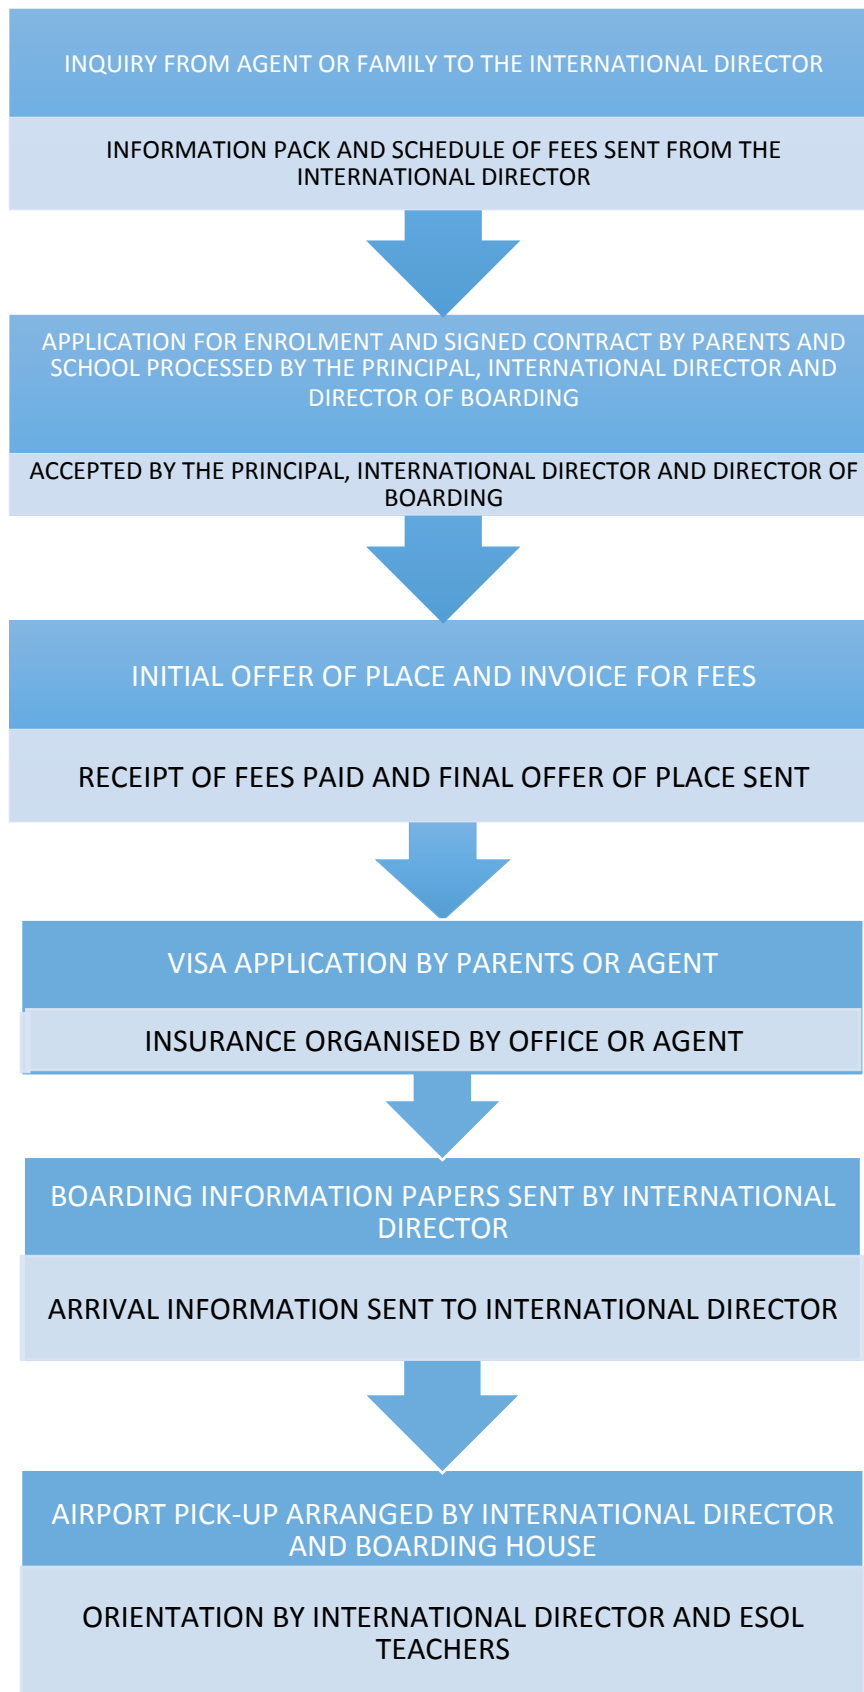 INQUIRY FROM AGENT OR FAMILY TO THE INTERNATIONAL DIRECTOR
INFORMATION PACK AND SCHEDULE OF FEES SENT FROM THE
INTERNATIONAL DIRECTOR
APPLICATION FOR ENROLMENT AND SIGNED CONTRACT BY PARENTS AND
SCHOOL PROCESSED BY THE PRINCIPAL, INTERNATIONAL DIRECTOR AND
DIRECTOR OF BOARDING
ACCEPTED BY THE PRINCIPAL, INTERNATIONAL DIRECTOR AND DIRECTOR OF
BOARDING
INITIAL OFFER OF PLACE AND INVOICE FOR FEES
RECEIPT OF FEES PAID AND FINAL OFFER OF PLACE SENT
VISA APPLICATION BY PARENTS OR AGENT
INSURANCE ORGANISED BY OFFICE OR AGENT
BOARDING INFORMATION PAPERS SENT BY INTERNATIONAL
DIRECTOR
ARRIVAL INFORMATION SENT TO INTERNATIONAL DIRECTOR
AIRPORT PICK-UP ARRANGED BY INTERNATIONAL DIRECTOR
AND BOARDING HOUSE
ORIENTATION BY INTERNATIONAL DIRECTOR AND ESOL
TEACHERS